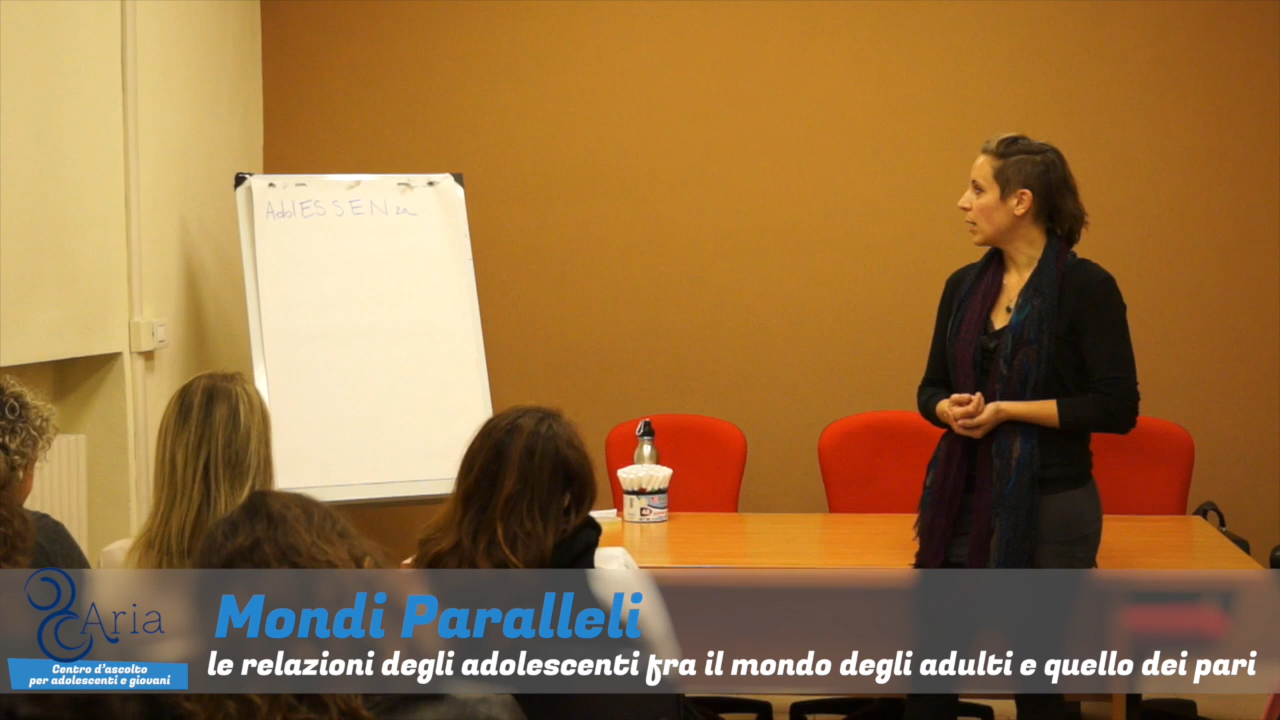 AdolESSENza
Aria
Centro d'ascolto
per adolescenti e giovani
Mondi Paralleli
le relazioni degli adolescenti fra il mondo degli adulti e quello dei pari